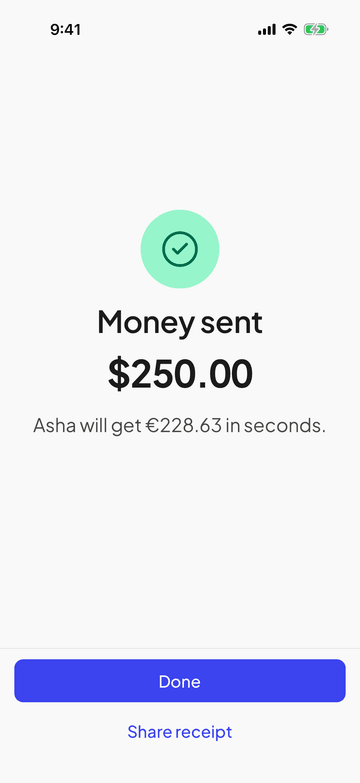 9:41
Money sent
$250.00
Asha will get €228.63 in seconds.
Done
Share receipt